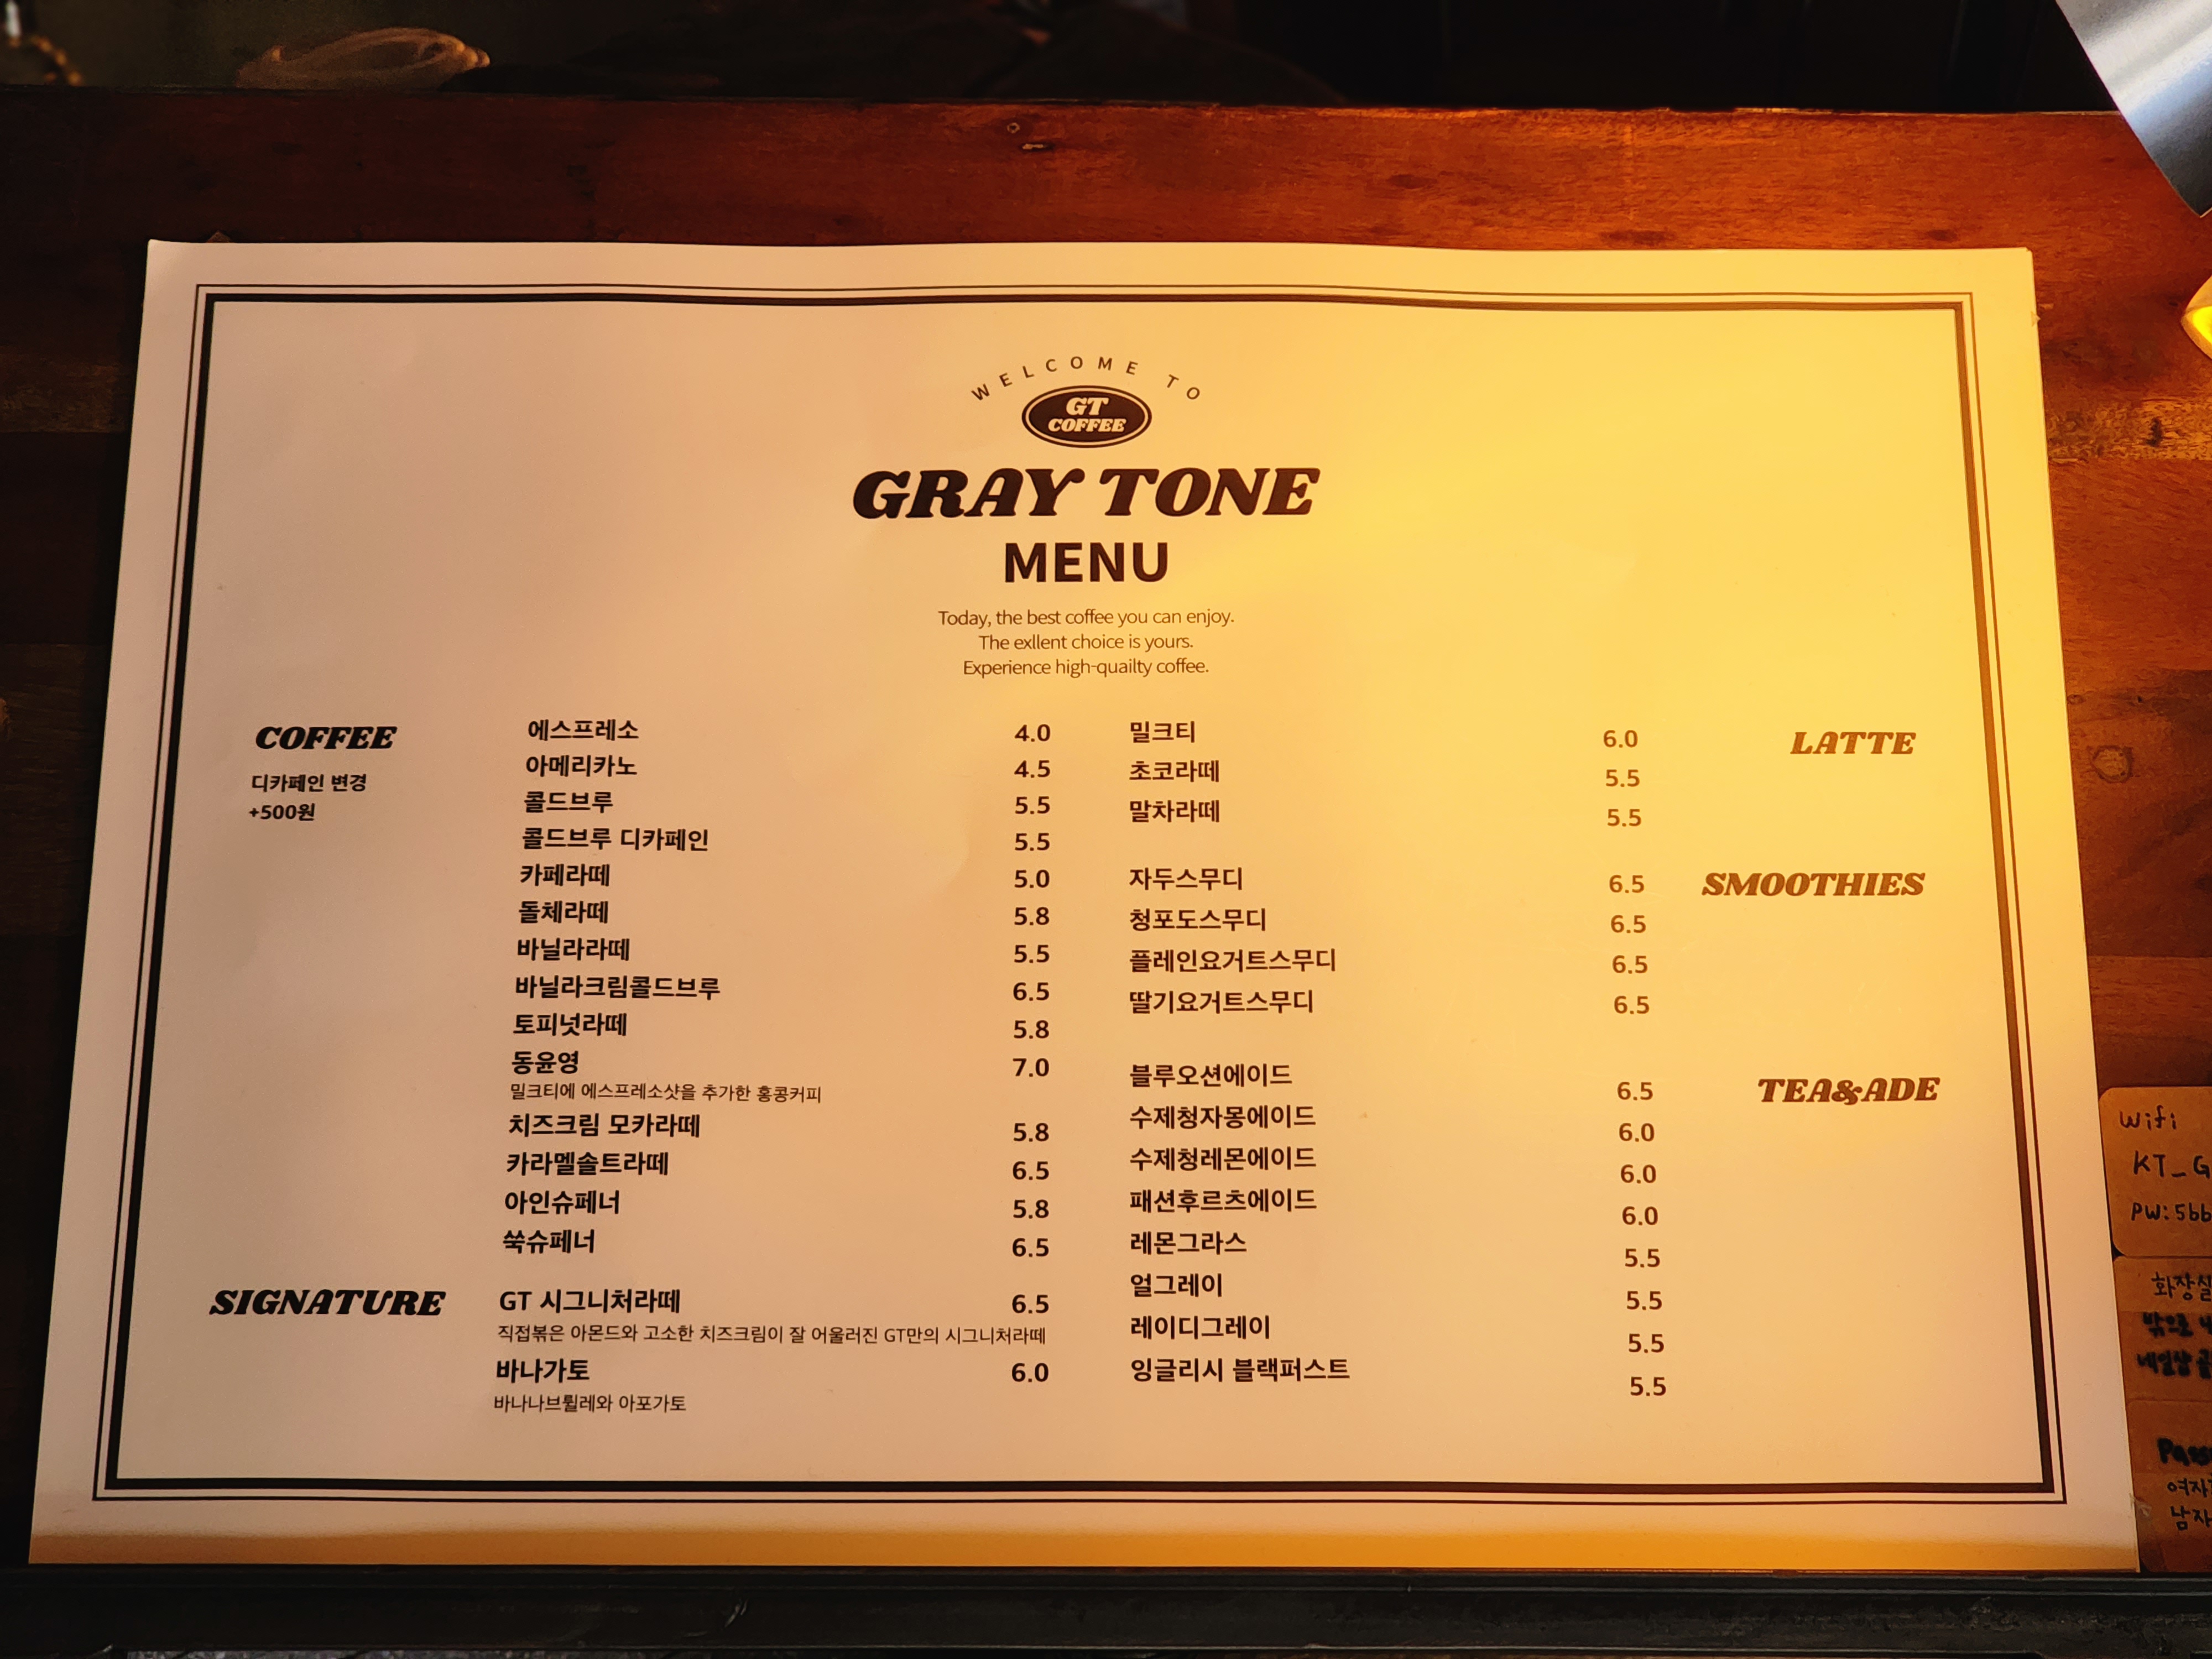 WELCOME TO
GT
COFFEE
GRAY TONE
MENU
Today, the best coffee you can enjoy.
The exllent choice is yours.
Experience high-quailty coffee.
COFFEE
디카페인 변경
+500원
에스프레소 4.0
아메리카노 4.5
콜드브루 5.5
콜드브루 디카페인 5.5
카페라떼 5.0
돌체라떼 5.8
바닐라라떼 5.5
바닐라크림콜드브루 6.5
토피넛라떼 5.8
동윤영 7.0
밀크티에 에스프레소샷을 추가한 홍콩커피
치즈크림 모카라떼 5.8
카라멜솔트라떼 6.5
아인슈페너 5.8
쑥슈페너 6.5
SIGNATURE
GT 시그니처라떼 6.5
직접볶은 아몬드와 고소한 치즈크림이 잘 어우러진 GT만의 시그니처라떼
바나가토 6.0
바나나브륄레와 아포가토
LATTE
밀크티 6.0
초코라떼 5.5
말차라떼 5.5
SMOOTHIES
자두스무디 6.5
청포도스무디 6.5
플레인요거트스무디 6.5
딸기요거트스무디 6.5
TEA&ADE
블루오션에이드 6.5
수제청자몽에이드 6.0
수제청레몬에이드 6.0
패션후르츠에이드 6.0
레몬그라스 5.5
얼그레이 5.5
레이디그레이 5.5
잉글리시 블랙퍼스트 5.5
Wifi
KT_G
PW:5bb
화장실
밖으로